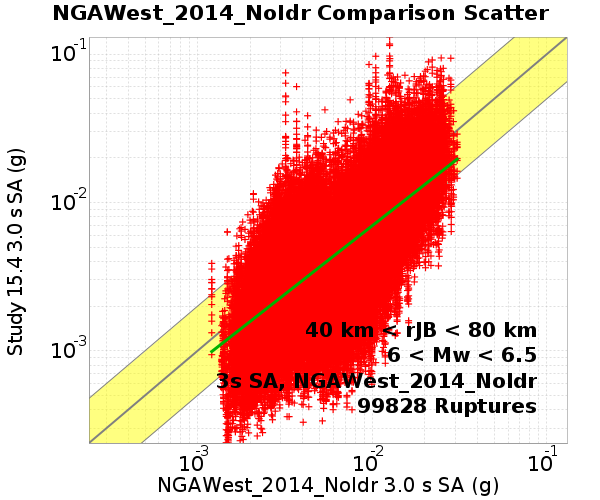 NGAWest_2014_NoIdr Comparison Scatter
10-1
10-2
10-3
Study 15.4 3.0 s SA (g)
40 km < rJB < 80 km
6 < Mw < 6.5
3s SA, NGAWest_2014_NoIdr
99828 Ruptures
10-3 10-2 10-1
NGAWest_2014_NoIdr 3.0 s SA (g)